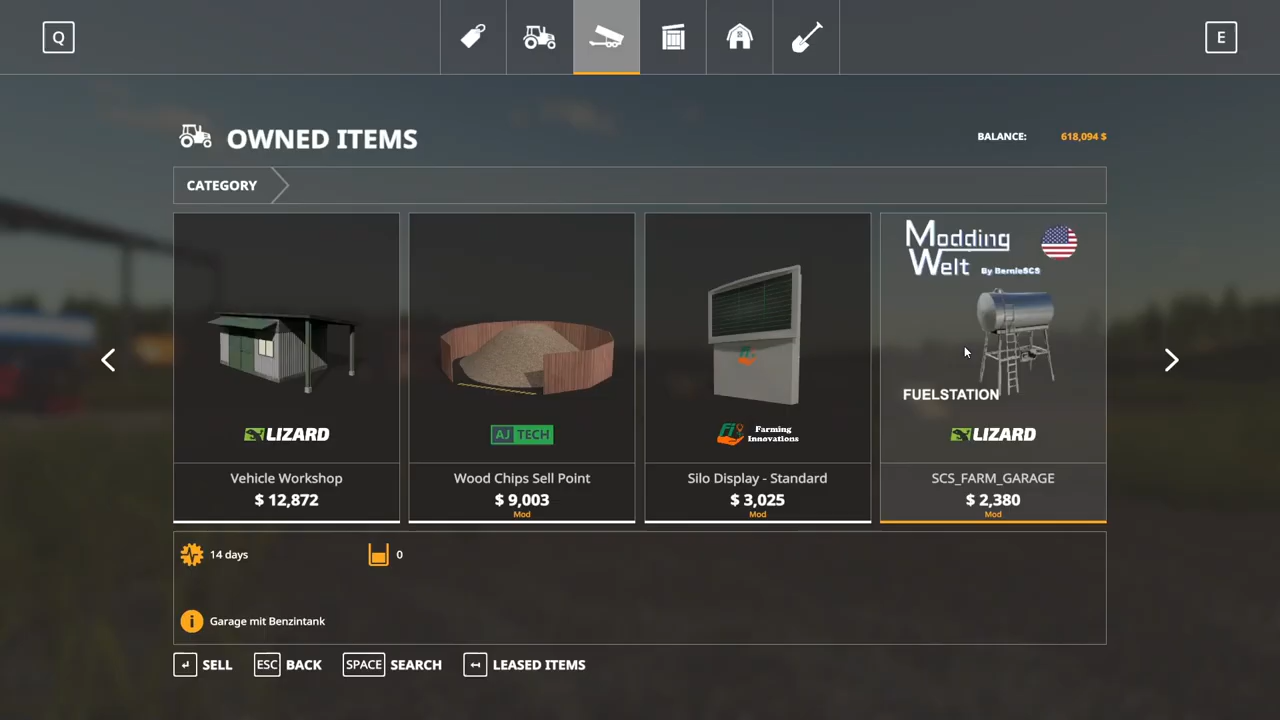 Q
E
OWNED ITEMS
BALANCE: 618,094 $
CATEGORY
LIZARD
Vehicle Workshop
$ 12,872
AJ TECH
Wood Chips Sell Point
$ 9,003
Mod
Fi Farming Innovations
Silo Display - Standard
$ 3,025
Mod
Modding
Welt By BernieSCS
FUELSTATION
LIZARD
SCS_FARM_GARAGE
$ 2,380
Mod
14 days 0
i Garage mit Benzintank
SELL ESC BACK SPACE SEARCH LEASED ITEMS